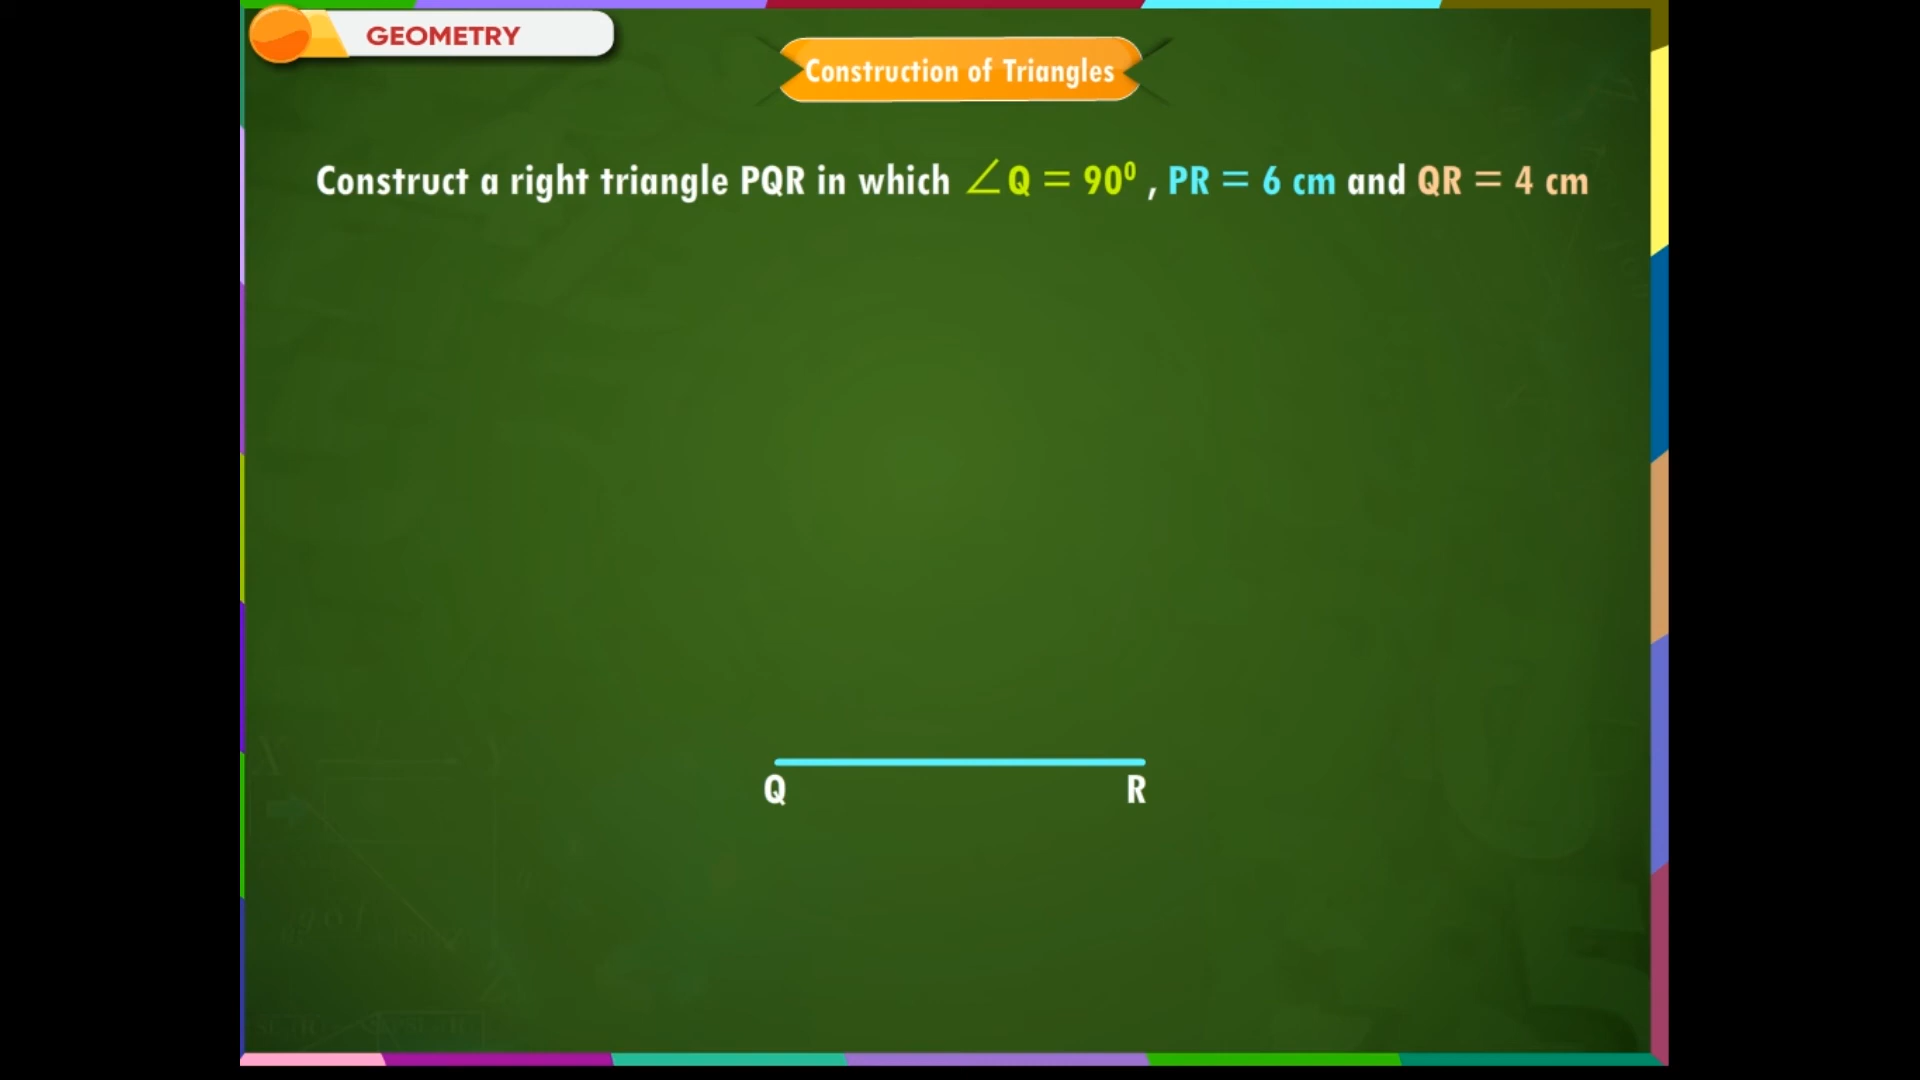 GEOMETRY
Construction of Triangles
Construct a right triangle PQR in which ∠Q = 90⁰ , PR = 6 cm and QR = 4 cm
Q R